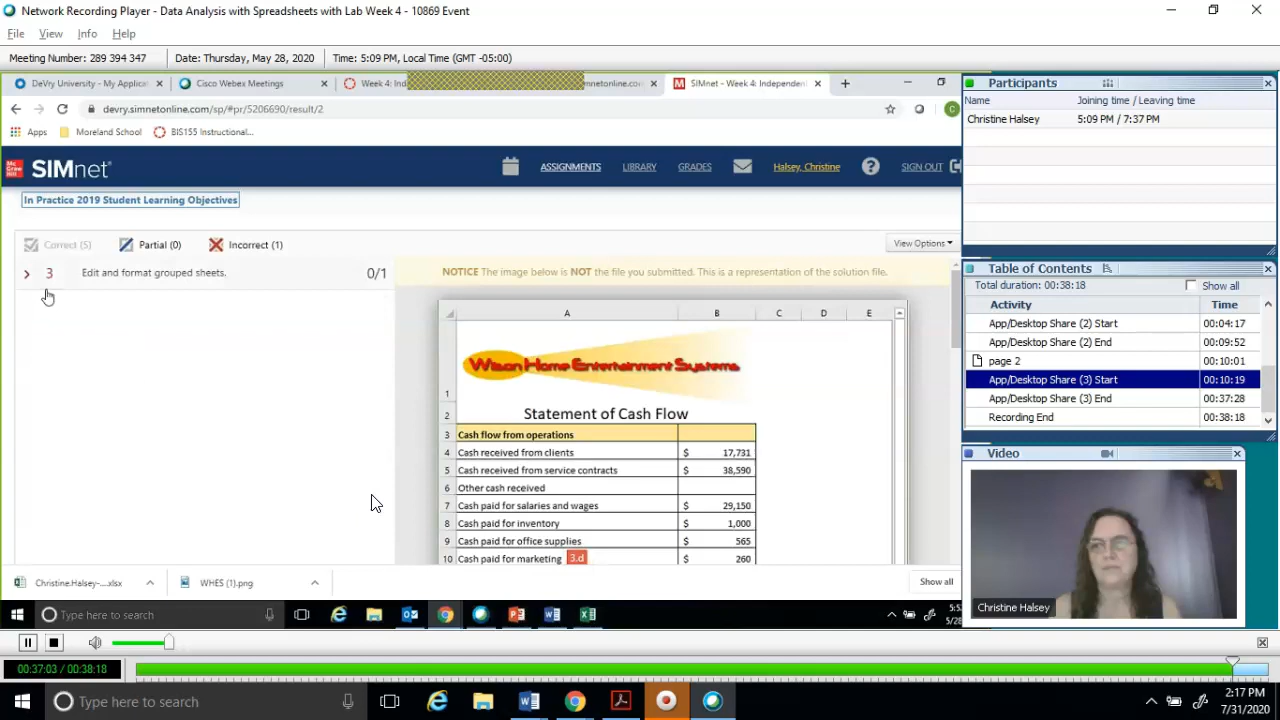 Network Recording Player - Data Analysis with Spreadsheets with Lab Week 4 - 10869 Event
File View Info Help
Meeting Number: 289 394 347 Date: Thursday, May 28, 2020 Time: 5:09 PM, Local Time (GMT -05:00)
DeVry University - My Applic Cisco Webex Meetings Week 4: Ind mnetonline.com/ SIMnet - Week 4: Independent
devry.simnetonline.com/sp/#pr/5206690/result/2
Apps Moreland School BIS155 Instructional...
Mc Graw Hill SIMnet ASSIGNMENTS LIBRARY GRADES Halsey, Christine SIGN OUT
In Practice 2019 Student Learning Objectives
Correct (5) Partial (0) Incorrect (1) View Options
3 Edit and format grouped sheets. 0/1
NOTICE The image below is NOT the file you submitted. This is a representation of the solution file.
A B C D E
1 Wilson Home Entertainment Systems
2 Statement of Cash Flow
3 Cash flow from operations
4 Cash received from clients $ 17,731
5 Cash received from service contracts $ 38,590
6 Other cash received
7 Cash paid for salaries and wages $ 29,150
8 Cash paid for inventory $ 1,000
9 Cash paid for office supplies $ 565
10 Cash paid for marketing 3.d $ 260
Christine.Halsey-....xlsx WHES (1).png Show all
Type here to search
5/28
Participants
Name Joining time / Leaving time
Christine Halsey 5:09 PM / 7:37 PM
Table of Contents
Total duration: 00:38:18 Show all
Activity Time
App/Desktop Share (2) Start 00:04:17
App/Desktop Share (2) End 00:09:52
page 2 00:10:01
App/Desktop Share (3) Start 00:10:19
App/Desktop Share (3) End 00:37:28
Recording End 00:38:18
Video
Christine Halsey
00:37:03 / 00:38:18
Type here to search
2:17 PM
7/31/2020